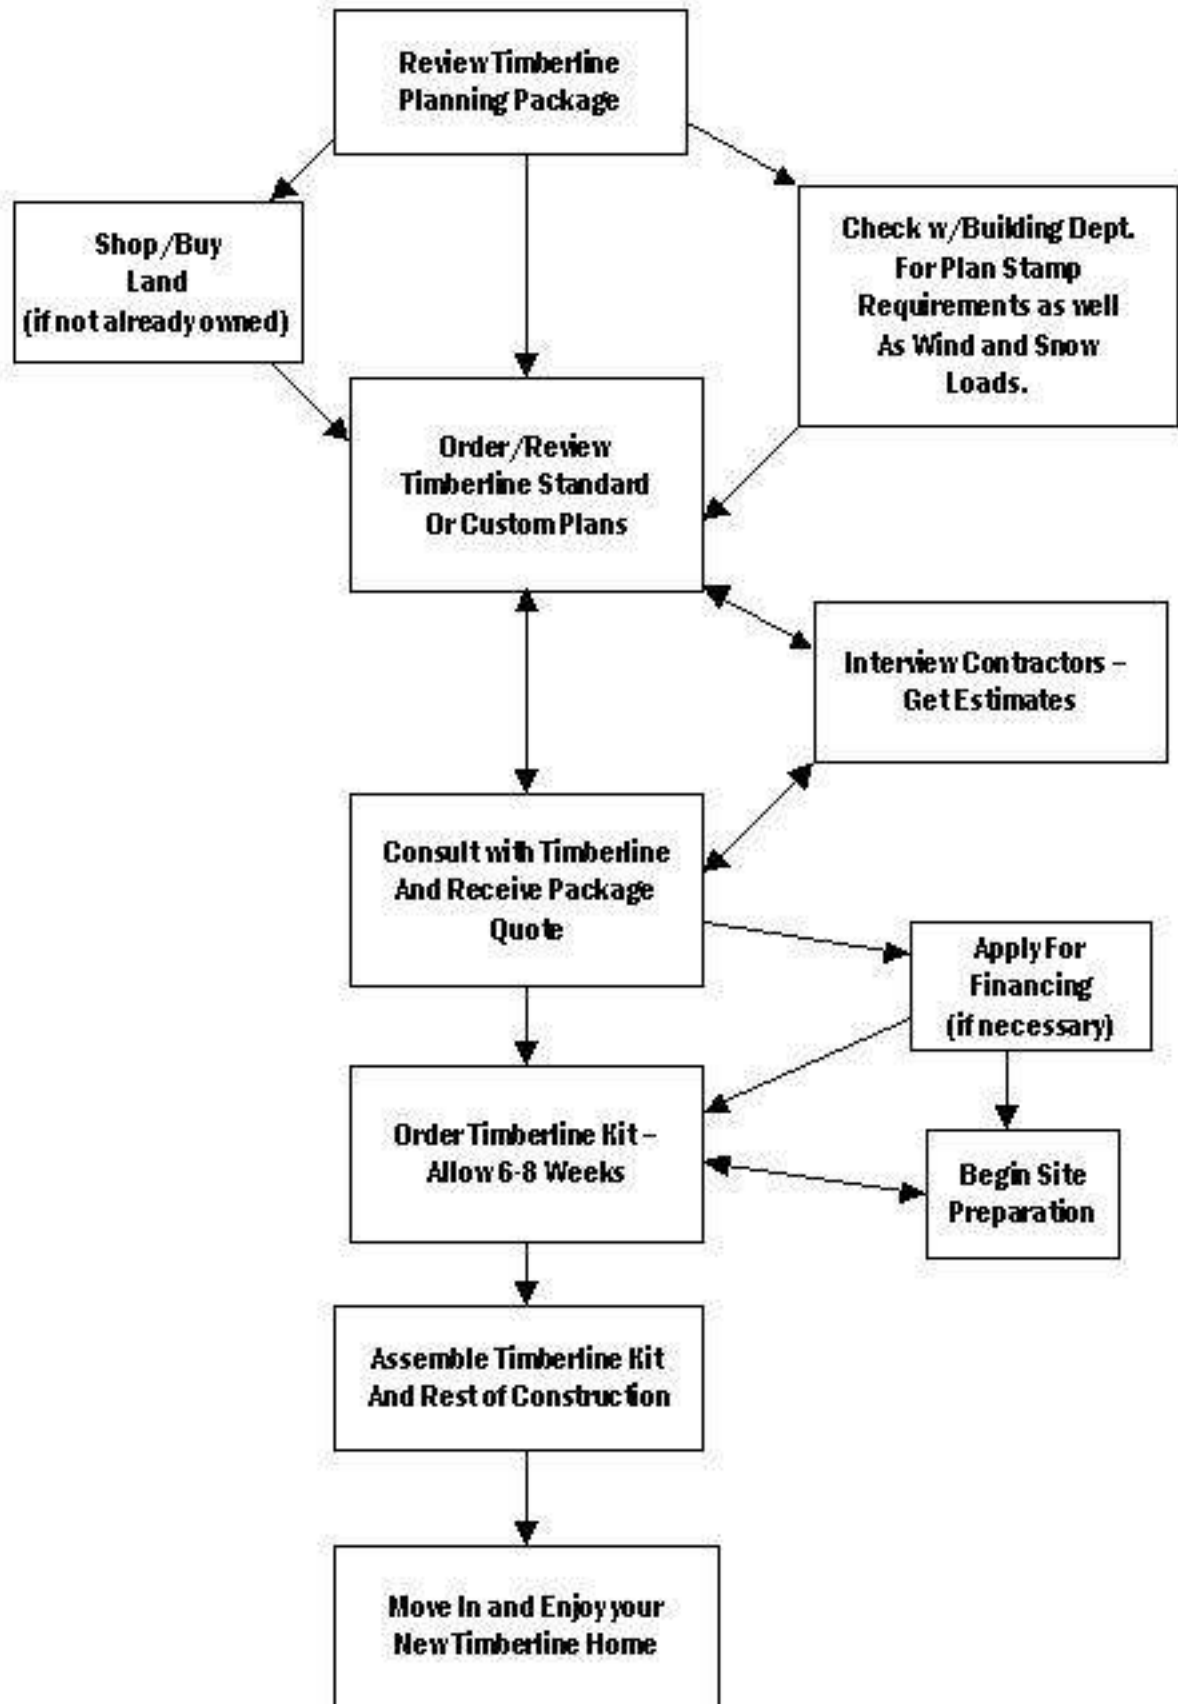 Review Timberline
Planning Package
Shop/Buy
Land
(if not already owned)
Check w/Building Dept.
For Plan Stamp
Requirements as well
As Wind and Snow
Loads.
Order/Review
Timberline Standard
Or Custom Plans
Interview Contractors –
Get Estimates
Consult with Timberline
And Receive Package
Quote
Apply For
Financing
(if necessary)
Order Timberline Kit –
Allow 6-8 Weeks
Begin Site
Preparation
Assemble Timberline Kit
And Rest of Construction
Move In and Enjoy your
New Timberline Home